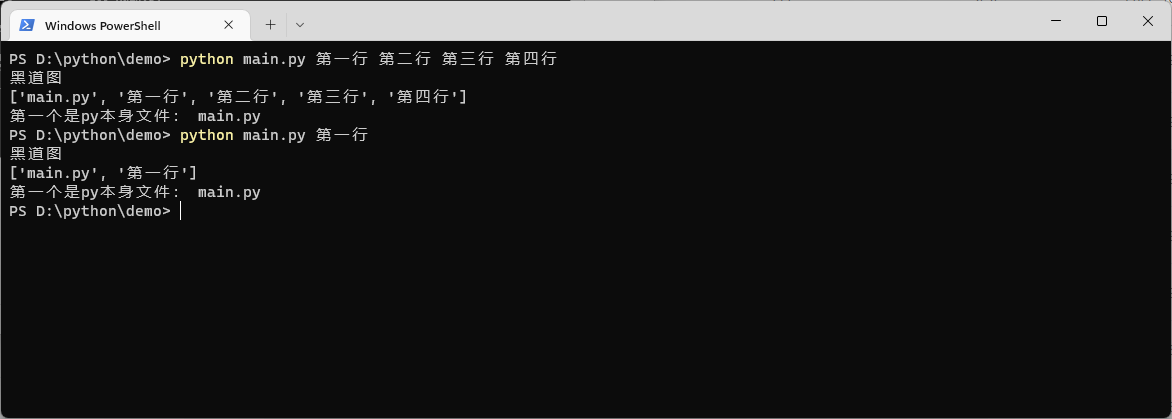 Windows PowerShell
PS D:\python\demo> python main.py 第一行 第二行 第三行 第四行
黑道图
['main.py', '第一行', '第二行', '第三行', '第四行']
第一个是py本身文件： main.py
PS D:\python\demo> python main.py 第一行
黑道图
['main.py', '第一行']
第一个是py本身文件： main.py
PS D:\python\demo>